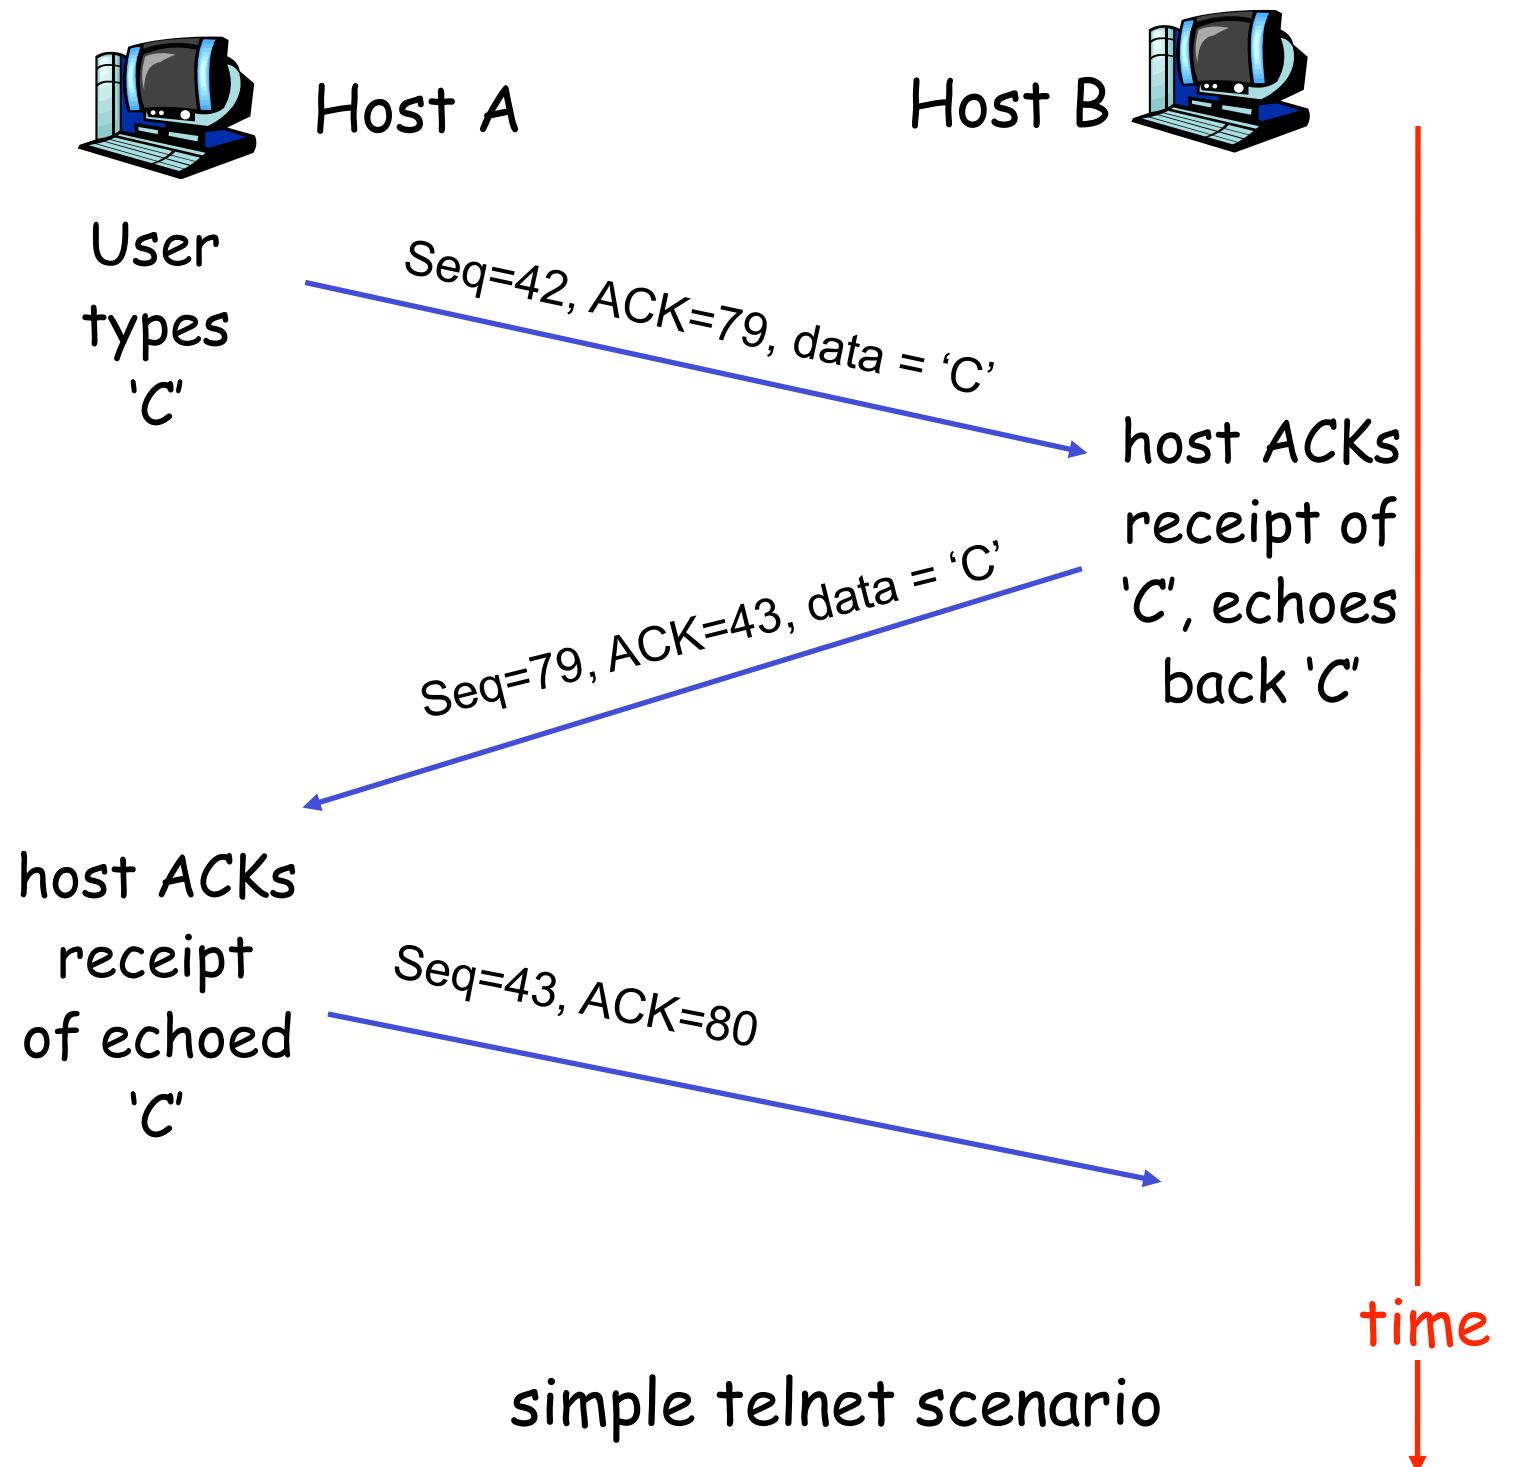 Host A
Host B
User
types
‘C’
Seq=42, ACK=79, data = ‘C’
host ACKs
receipt of
‘C’, echoes
back ‘C’
Seq=79, ACK=43, data = ‘C’
host ACKs
receipt
of echoed
‘C’
Seq=43, ACK=80
time
simple telnet scenario